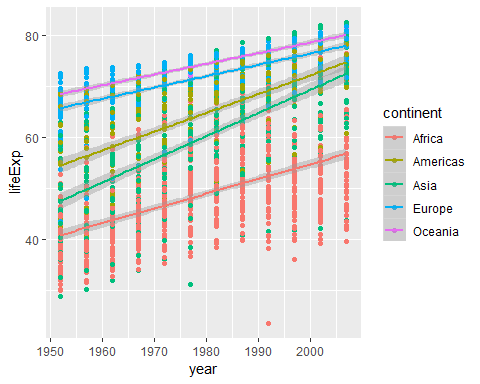 80
60
40
lifeExp
1950
1960
1970
1980
1990
2000
year
continent
Africa
Americas
Asia
Europe
Oceania